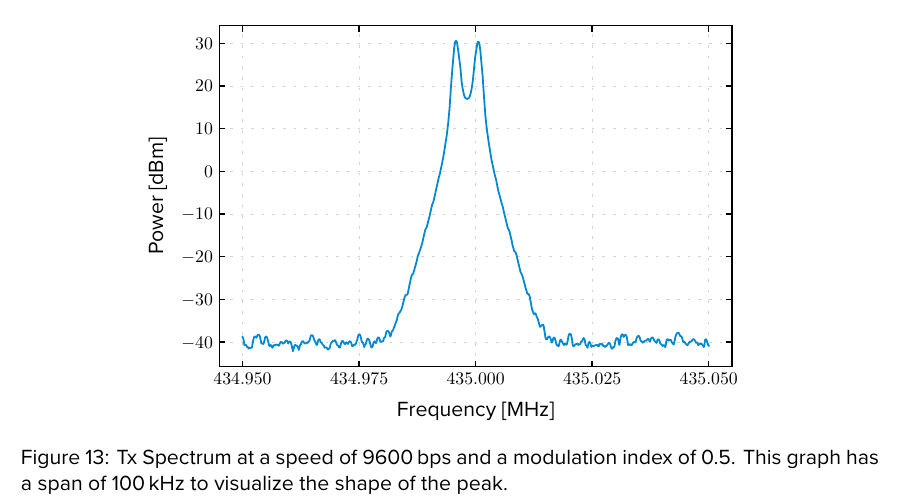 30
20
10
0
−10
−20
−30
−40
Power [dBm]
434.950 434.975 435.000 435.025 435.050
Frequency [MHz]
Figure 13: Tx Spectrum at a speed of 9600 bps and a modulation index of 0.5. This graph has
a span of 100 kHz to visualize the shape of the peak.